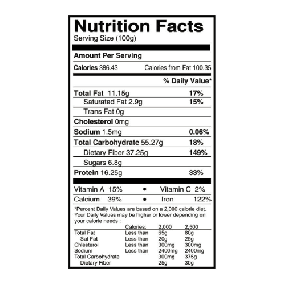 Nutrition Facts
Serving Size (100g)
Amount Per Serving
Calories 386.43 Calories from Fat 100.35
% Daily Value*
Total Fat 11.15g 17%
Saturated Fat 2.9g 15%
Trans Fat 0g
Cholesterol 0mg
Sodium 1.5mg 0.06%
Total Carbohydrate 55.27g 18%
Dietary Fiber 37.25g 149%
Sugars 6.3g
Protein 16.25g 33%
Vitamin A 15% • Vitamin C 2%
Calcium 39% • Iron 122%
*Percent Daily Values are based on a 2,000 calorie diet.
Your Daily Values may be higher or lower depending on
your calorie needs:
Calories: 2,000 2,500
Total Fat Less than 65g 80g
Sat Fat Less than 20g 25g
Cholesterol Less than 300mg 300mg
Sodium Less than 2400mg 2400mg
Total Carbohydrate 300mg 375g
Dietary Fiber 25g 30g